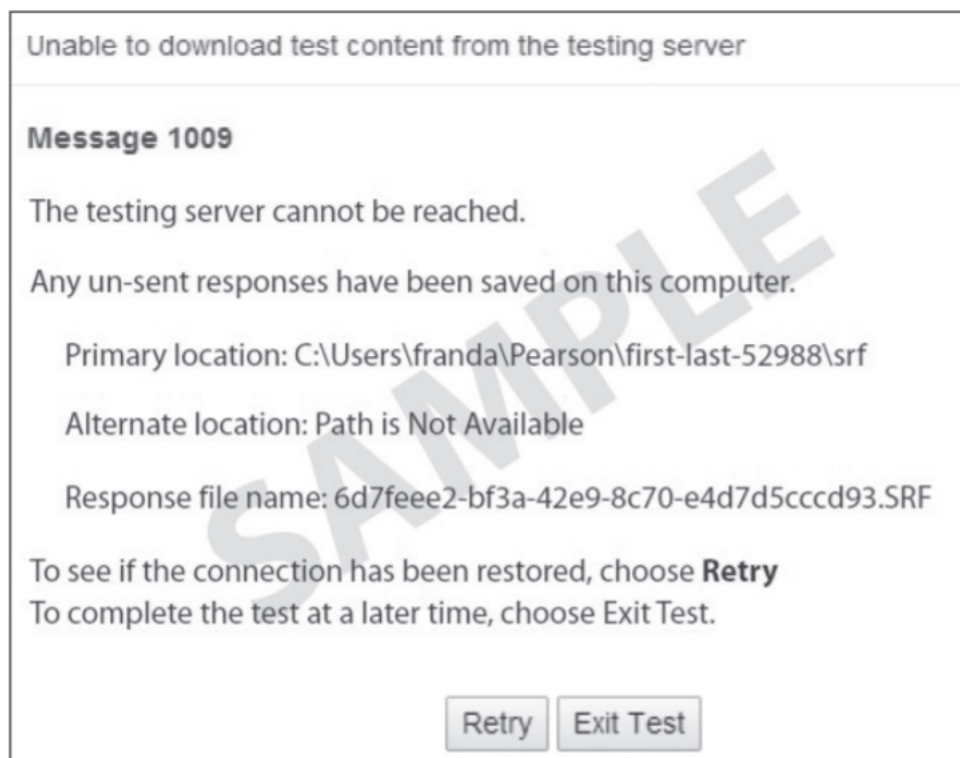 Unable to download test content from the testing server
Message 1009
The testing server cannot be reached.
Any un-sent responses have been saved on this computer.
Primary location: C:\Users\franda\Pearson\first-last-52988\srf
Alternate location: Path is Not Available
Response file name: 6d7feee2-bf3a-42e9-8c70-e4d7d5cccd93.SRF
To see if the connection has been restored, choose Retry
To complete the test at a later time, choose Exit Test.
Retry Exit Test
SAMPLE